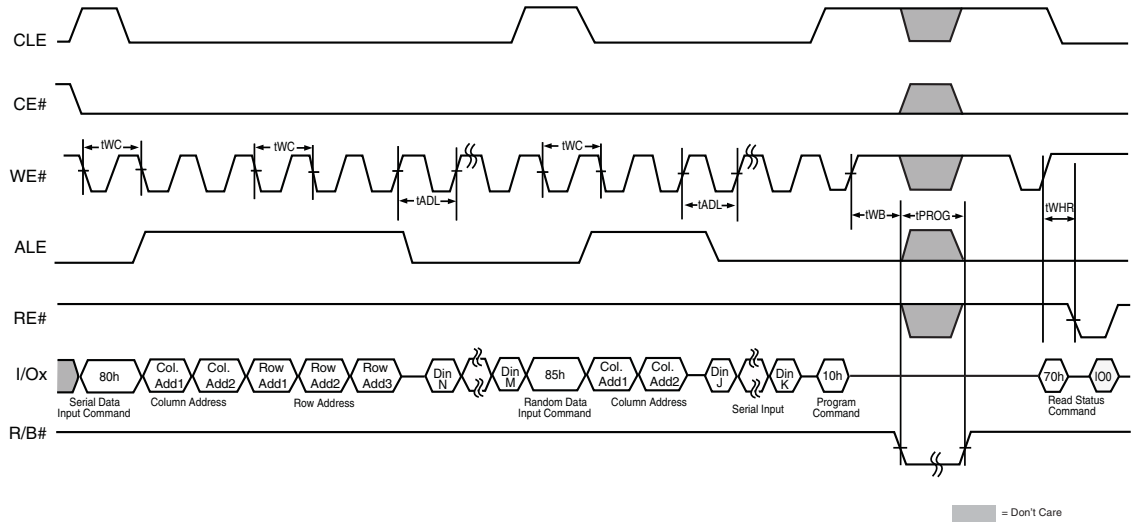 CLE
CE#
tWC
tWC
tWC
WE#
tADL
tADL
tWB
tPROG
tWHR
ALE
RE#
I/Ox
80h
Col. Add1
Col. Add2
Row Add1
Row Add2
Row Add3
Din N
Din M
85h
Col. Add1
Col. Add2
Din J
Din K
10h
70h
IO0
Serial Data
Input Command
Column Address
Row Address
Random Data
Input Command
Column Address
Serial Input
Program
Command
Read Status
Command
R/B#
= Don't Care